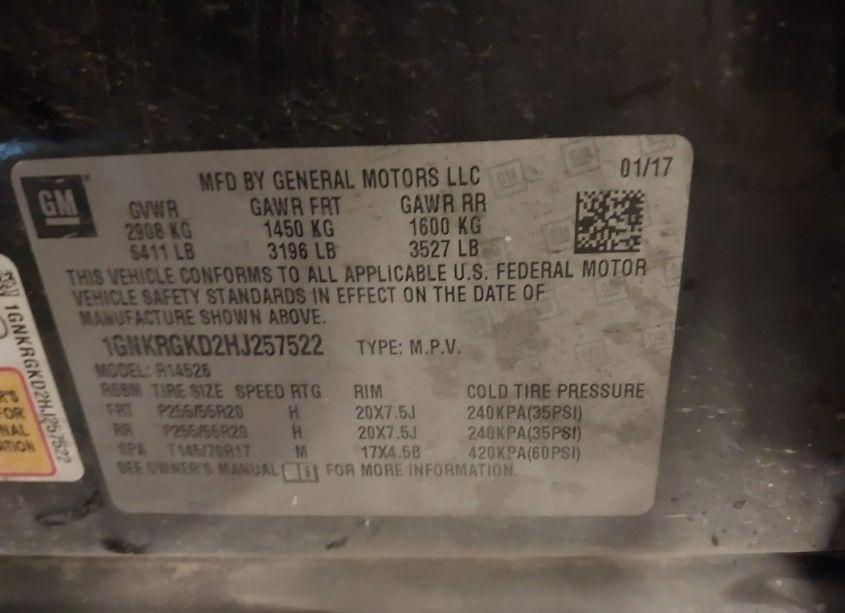 GM
MFD BY GENERAL MOTORS LLC
01/17
GVWR GAWR FRT GAWR RR
2908 KG 1450 KG 1600 KG
6411 LB 3196 LB 3527 LB
THIS VEHICLE CONFORMS TO ALL APPLICABLE U.S. FEDERAL MOTOR
VEHICLE SAFETY STANDARDS IN EFFECT ON THE DATE OF
MANUFACTURE SHOWN ABOVE.
1GNKRGKD2HJ257522 TYPE: M.P.V.
MODEL: R14526
TIRE SIZE SPEED RTG RIM COLD TIRE PRESSURE
FRT P255/55R20 H 20X7.5J 240KPA(35PSI)
RR P255/55R20 H 20X7.5J 240KPA(35PSI)
SPA T145/70R17 M 17X4.5B 420KPA(60PSI)
SEE OWNER'S MANUAL FOR MORE INFORMATION.
1GNKRGKD2HJ257522
R'S
FOR
NAL
ATION